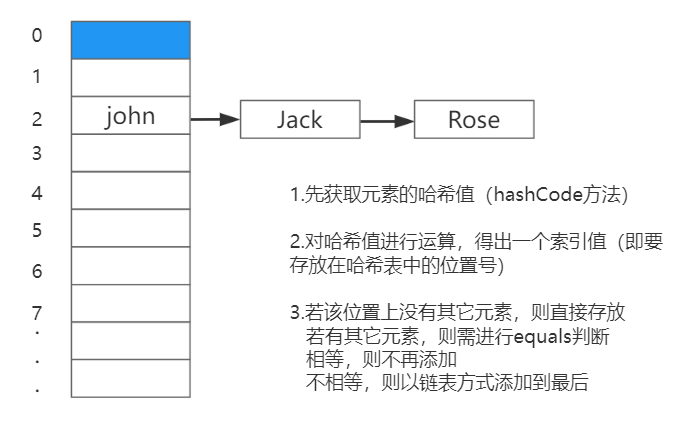 0
1
2
3
4
5
6
7
.
.
.
john
Jack
Rose
1.先获取元素的哈希值（hashCode方法）
2.对哈希值进行运算，得出一个索引值（即要
存放在哈希表中的位置号）
3.若该位置上没有其它元素，则直接存放
若有其它元素，则需进行equals判断
相等，则不再添加
不相等，则以链表方式添加到最后